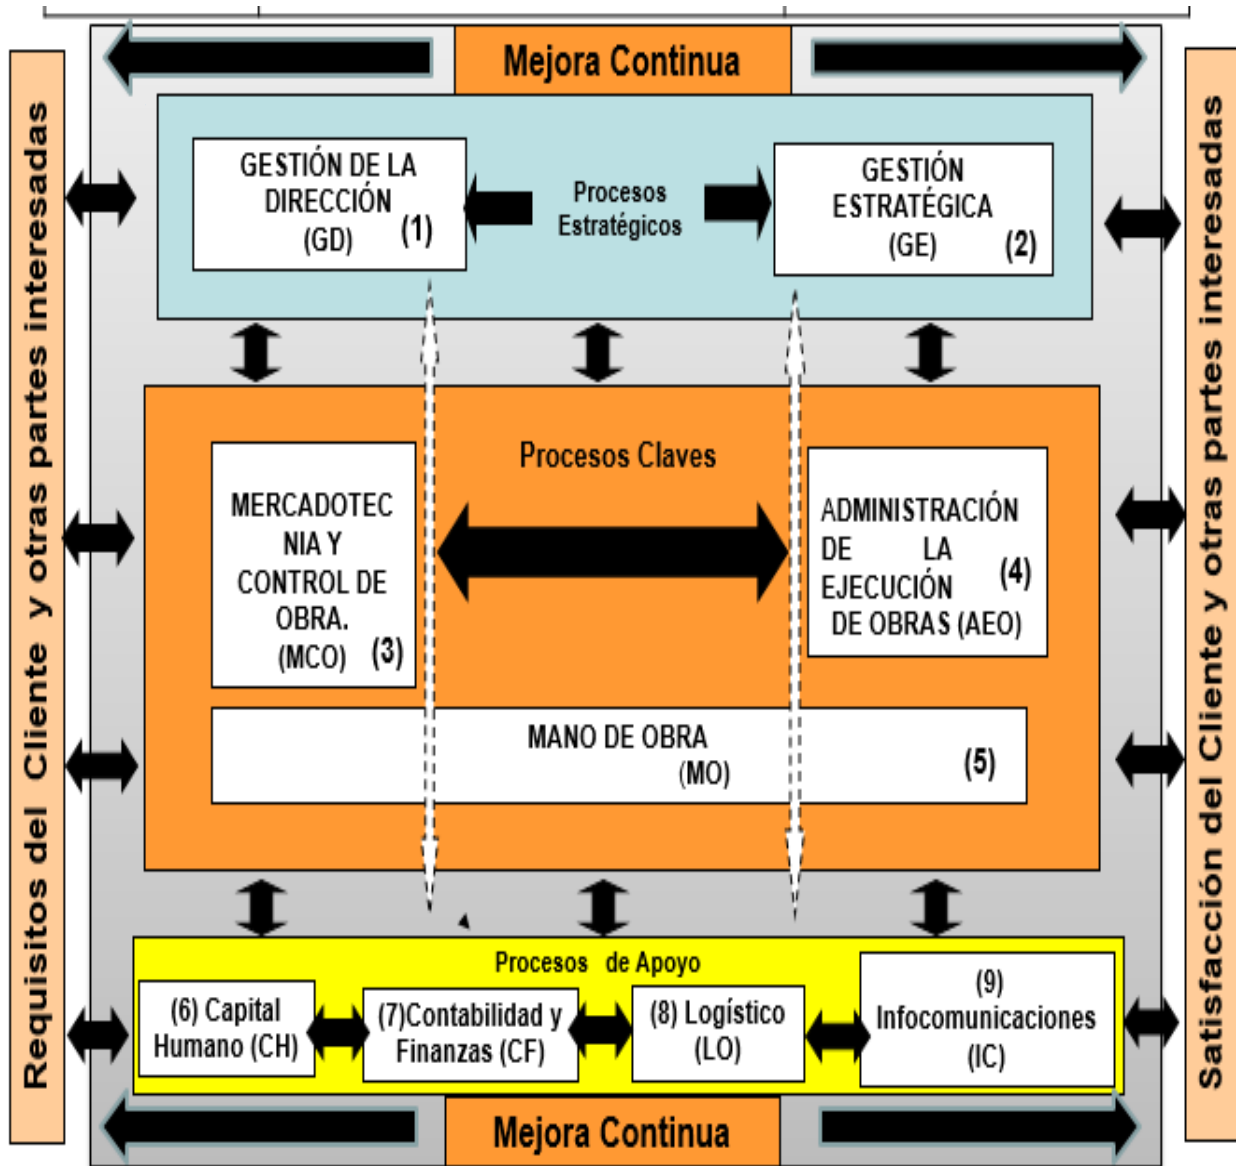 Mejora Continua
Requisitos del Cliente y otras partes interesadas
GESTIÓN DE LA
DIRECCIÓN
(GD) (1)
Procesos
Estratégicos
GESTIÓN
ESTRATÉGICA
(GE) (2)
Procesos Claves
MERCADOTEC
NIA Y
CONTROL DE
OBRA.
(MCO) (3)
ADMINISTRACIÓN
DE LA
EJECUCIÓN (4)
DE OBRAS (AEO)
MANO DE OBRA
(MO) (5)
Procesos de Apoyo
(6) Capital
Humano (CH)
(7)Contabilidad y
Finanzas (CF)
(8) Logístico
(LO)
(9)
Infocomunicaciones
(IC)
Satisfacción del Cliente y otras partes interesadas
Mejora Continua